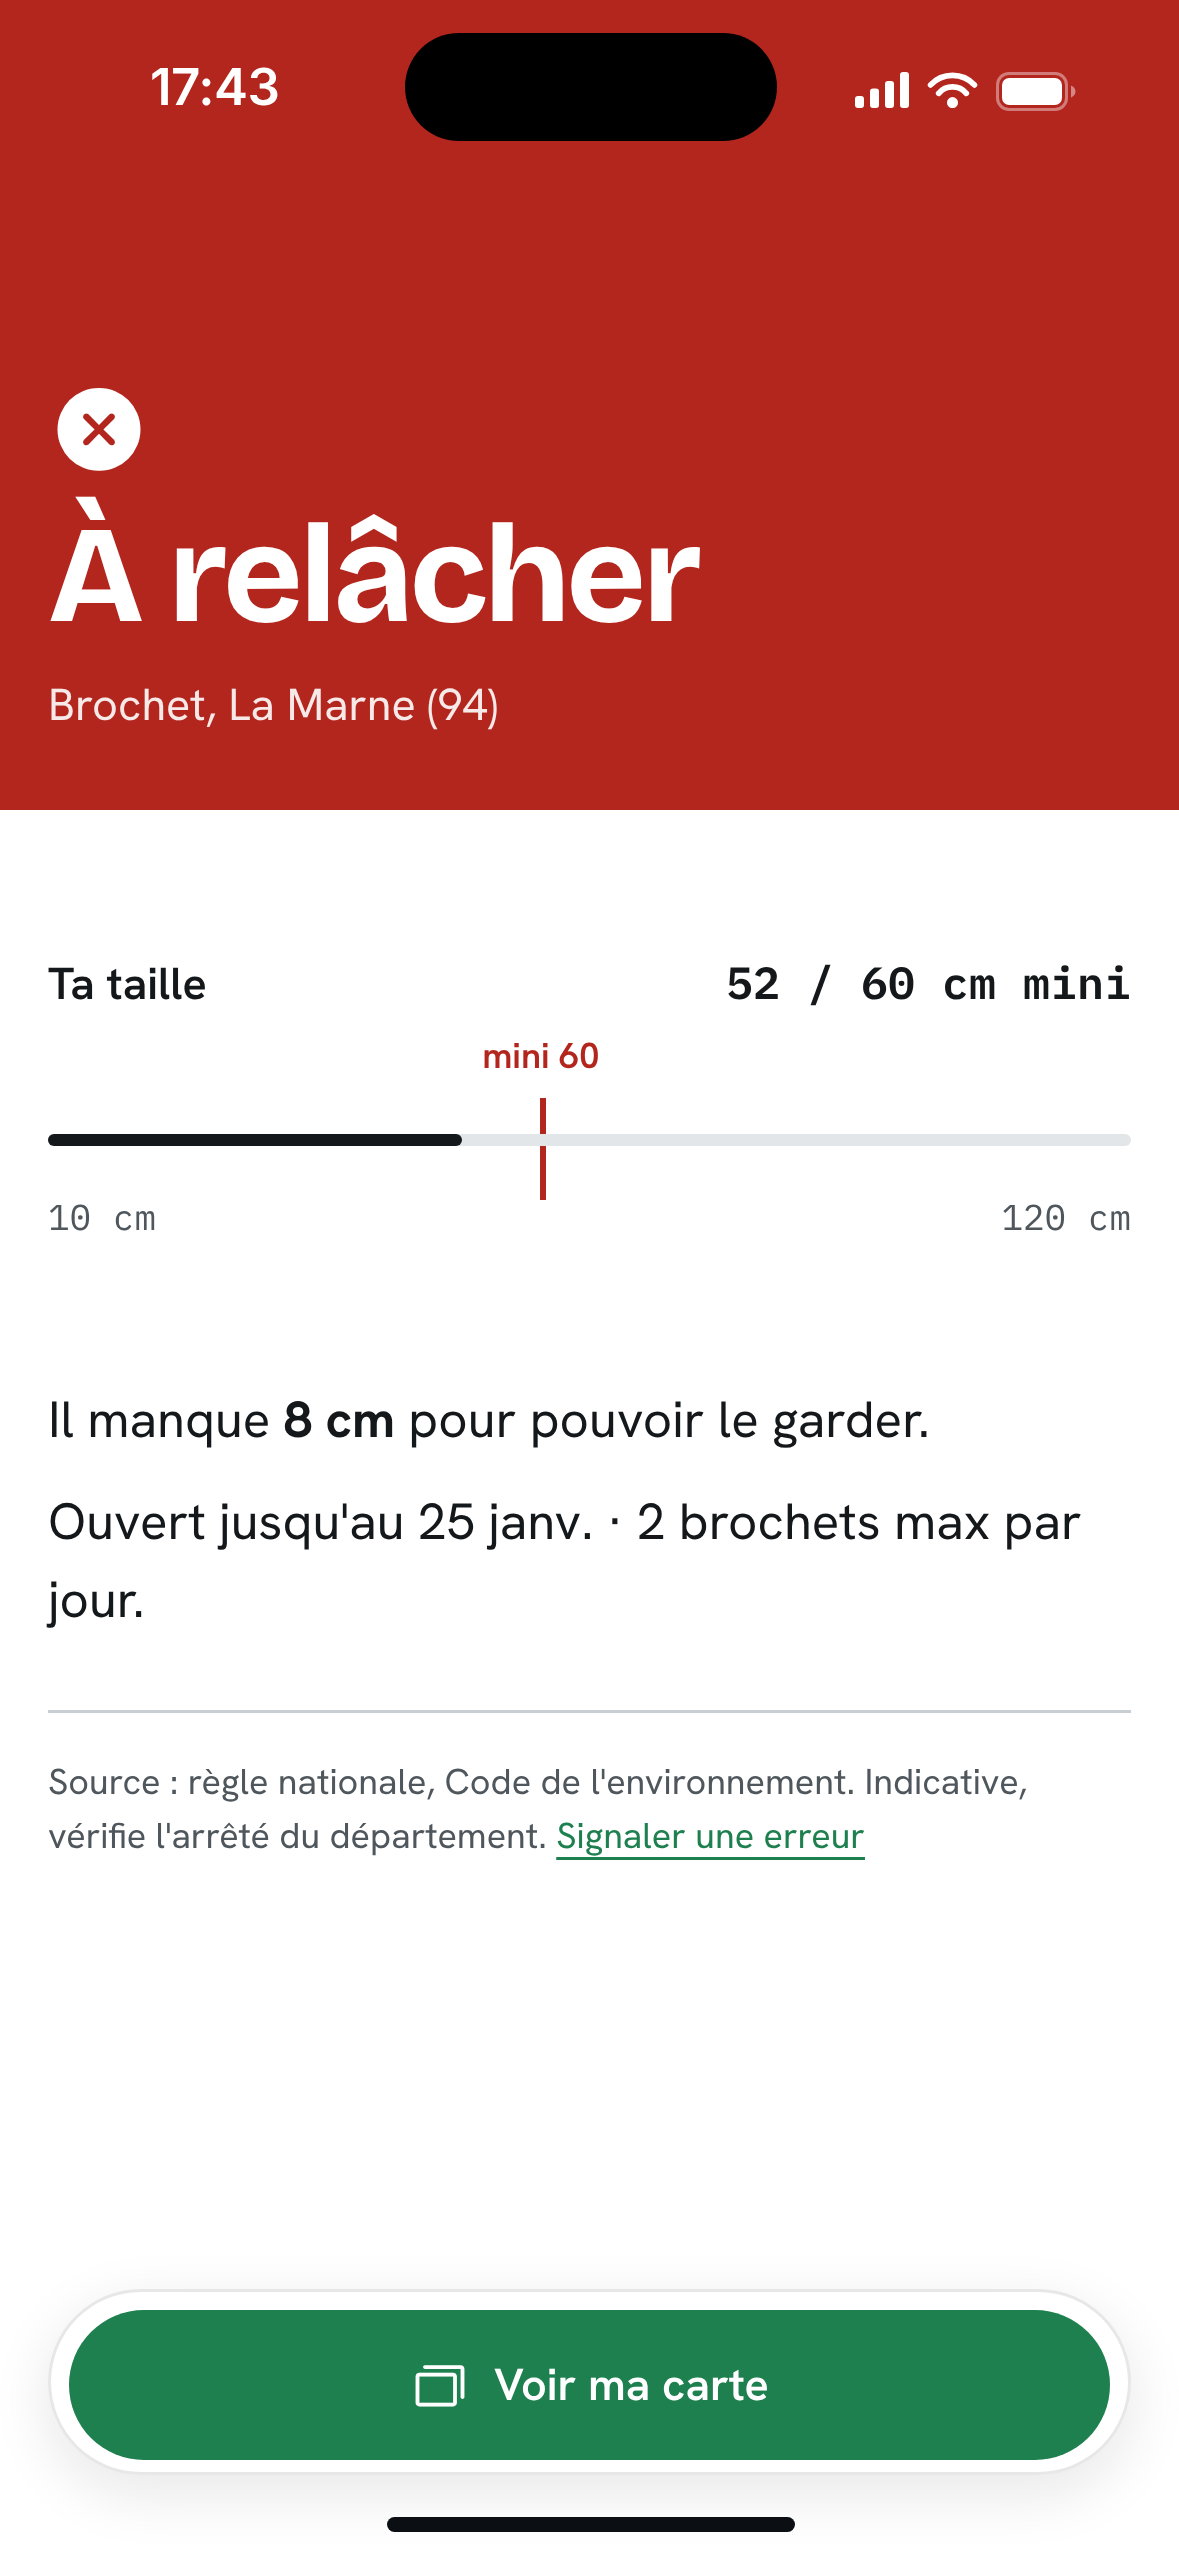 17:43
À relâcher
Brochet, La Marne (94)
Ta taille
52 / 60 cm mini
mini 60
10 cm
120 cm
Il manque 8 cm pour pouvoir le garder.
Ouvert jusqu'au 25 janv. · 2 brochets max par
jour.
Source : règle nationale, Code de l'environnement. Indicative,
vérifie l'arrêté du département. Signaler une erreur
Voir ma carte